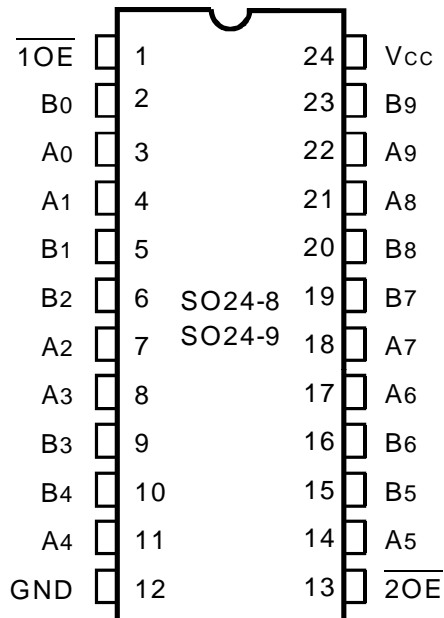 1OE 1 24 VCC
B0 2 23 B9
A0 3 22 A9
A1 4 21 A8
B1 5 20 B8
B2 6 SO24-8 19 B7
A2 7 SO24-9 18 A7
A3 8 17 A6
B3 9 16 B6
B4 10 15 B5
A4 11 14 A5
GND 12 13 2OE